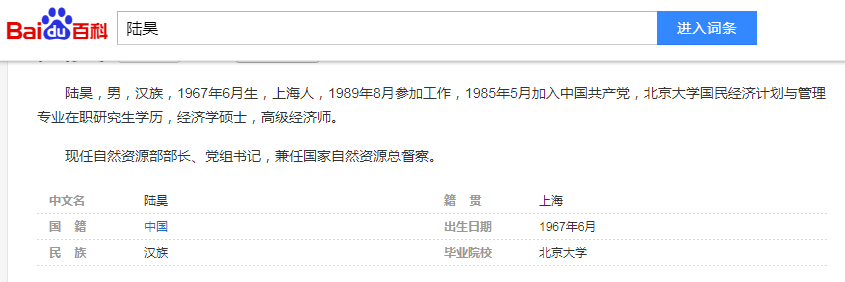 Baidu百科 陆昊 进入词条
陆昊，男，汉族，1967年6月生，上海人，1989年8月参加工作，1985年5月加入中国共产党，北京大学国民经济计划与管理
专业在职研究生学历，经济学硕士，高级经济师。
现任自然资源部部长、党组书记，兼任国家自然资源总督察。
中文名 陆昊 籍 贯 上海
国 籍 中国 出生日期 1967年6月
民 族 汉族 毕业院校 北京大学